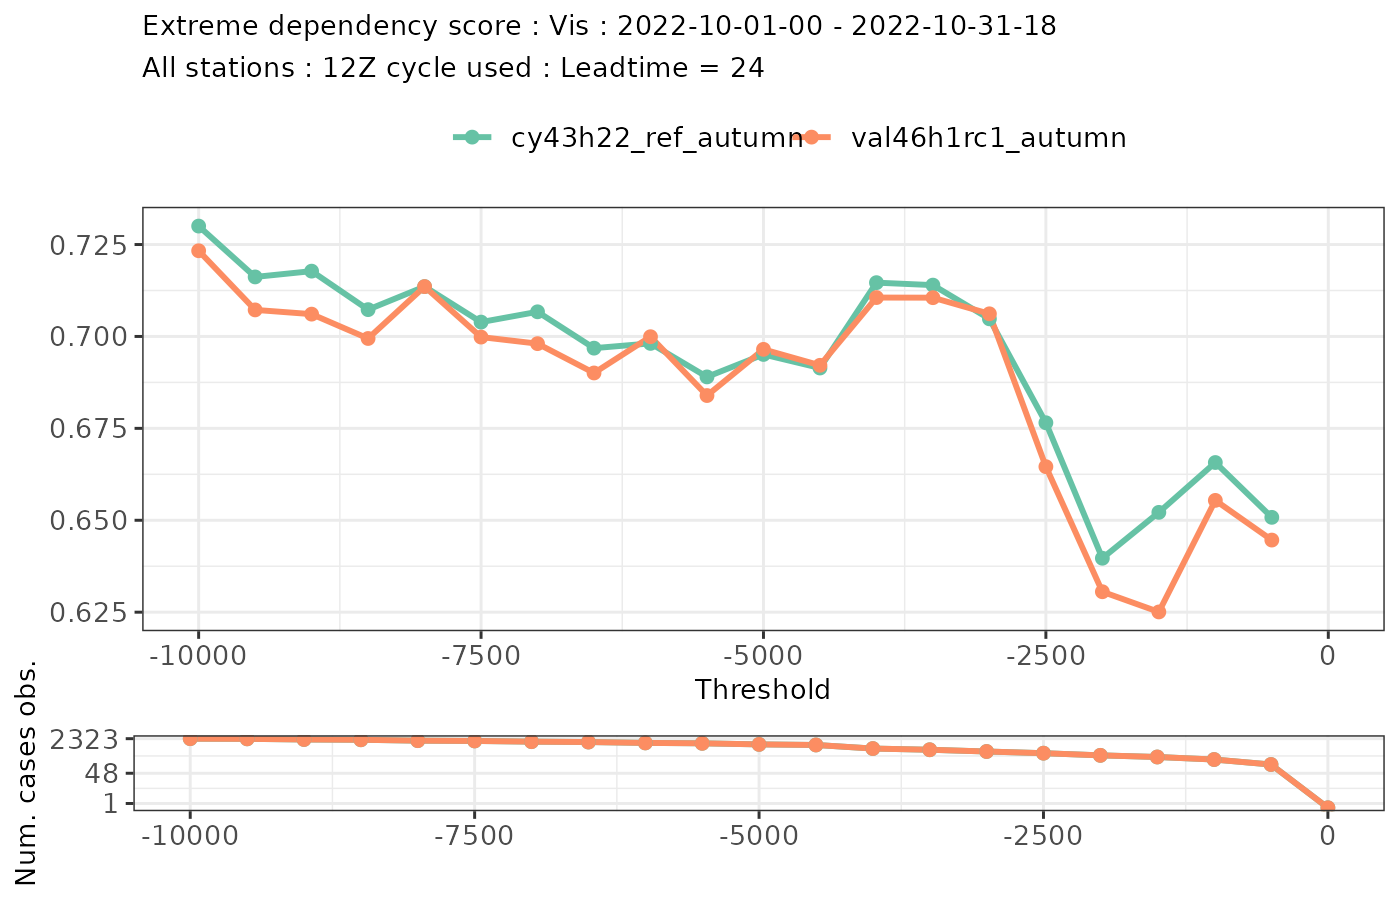 Extreme dependency score : Vis : 2022-10-01-00 - 2022-10-31-18
All stations : 12Z cycle used : Leadtime = 24
cy43h22_ref_autumn val46h1rc1_autumn
0.725
0.700
0.675
0.650
0.625
-10000 -7500 -5000 -2500 0
Threshold
Num. cases obs.
2323
48
1
-10000 -7500 -5000 -2500 0